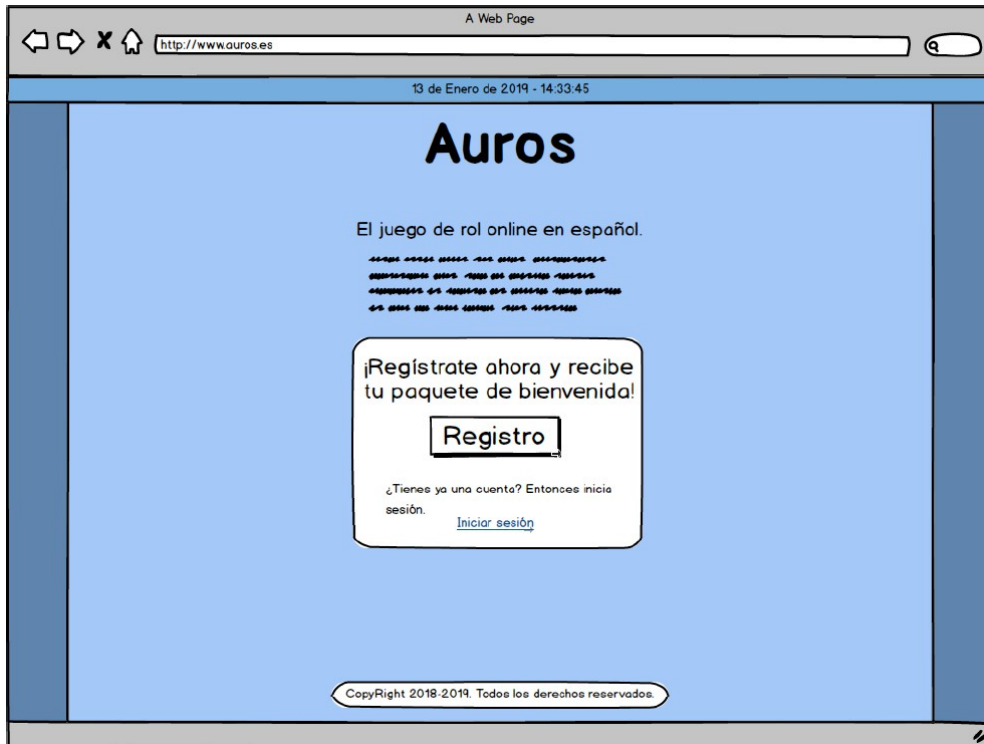 A Web Page
http://www.auros.es
13 de Enero de 2019 - 14:33:45
Auros
El juego de rol online en español.
¡Regístrate ahora y recibe
tu paquete de bienvenida!
Registro
¿Tienes ya una cuenta? Entonces inicia
sesión.
Iniciar sesión
CopyRight 2018-2019. Todos los derechos reservados.